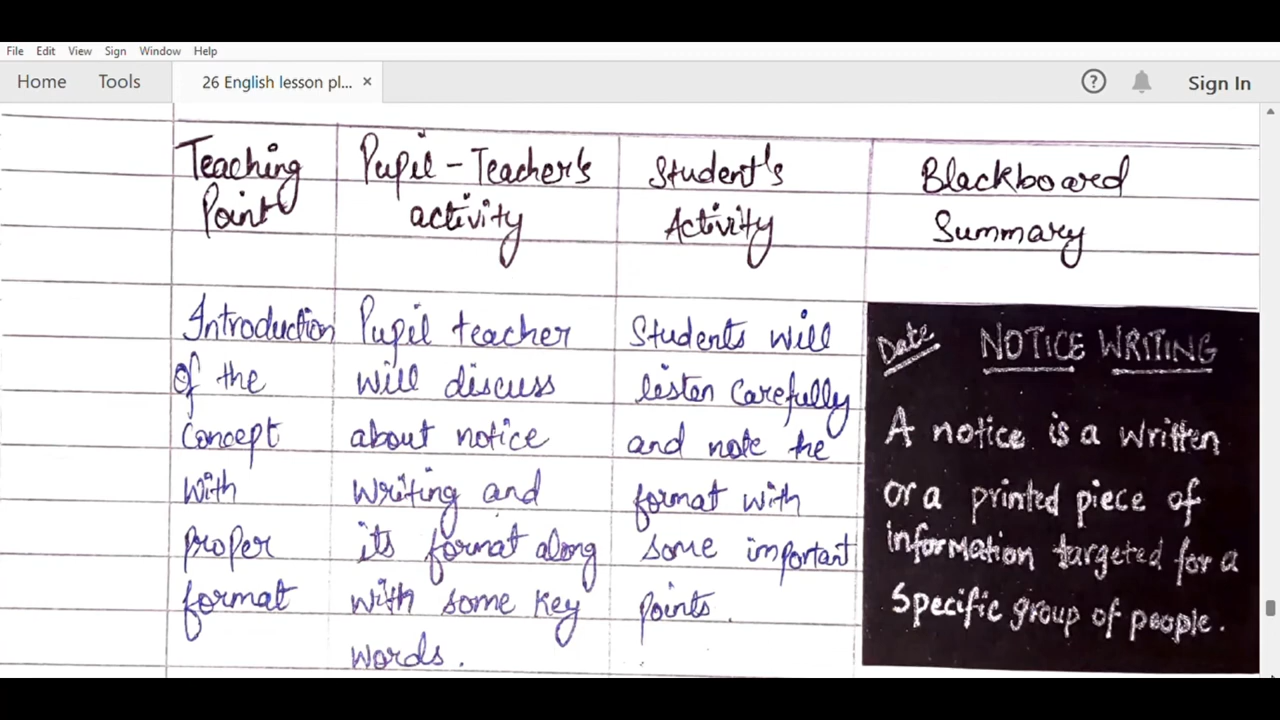 File Edit View Sign Window Help
Home Tools 26 English lesson pl... × Sign In
Teaching
Point
Pupil - Teacher's
activity
Student's
Activity
Blackboard
Summary
Introduction
Of the
Concept
with
proper
format
Pupil teacher
will discuss
about notice
writing and
its format along
with some key
words.
Students will
listen carefully
and note the
format with
some important
points.
Date NOTICE WRITING
A notice is a written
or a printed piece of
information targeted for a
specific group of people.